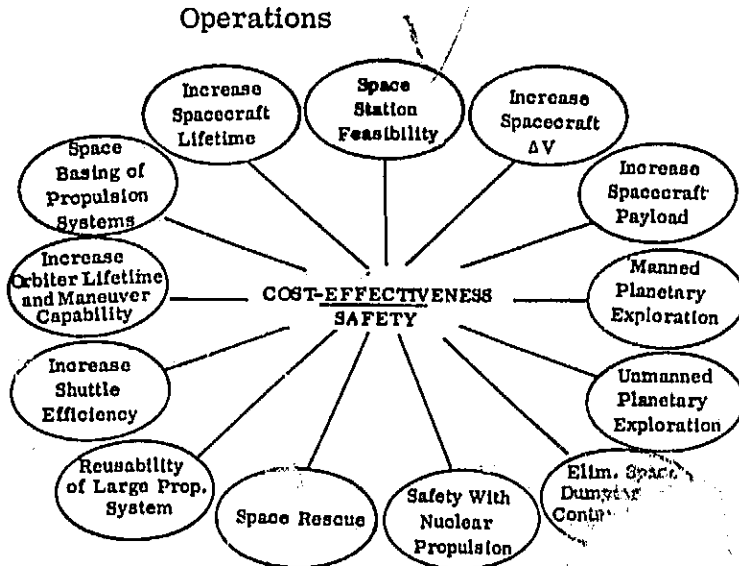 Operations
Increase
Spacecraft
Lifetime
Space
Station
Feasibility
Increase
Spacecraft
ΔV
Space
Basing of
Propulsion
Systems
Increase
Spacecraft
Payload
Increase
Orbiter Lifetime
and Maneuver
Capability
COST-EFFECTIVENESS
SAFETY
Manned
Planetary
Exploration
Increase
Shuttle
Efficiency
Unmanned
Planetary
Exploration
Reusability
of Large Prop.
System
Space Rescue
Safety With
Nuclear
Propulsion
Elim. Space